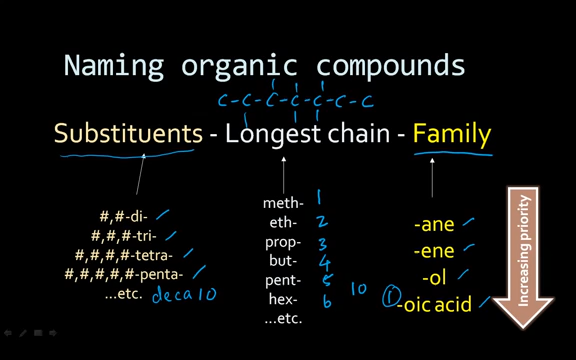 Naming organic compounds
C-C-C-C-C-C-C
Substituents - Longest chain - Family
#,#-di-
#,#,#-tri-
#,#,#,#-tetra-
#,#,#,#,#-penta-
...etc. deca 10
meth- 1
eth- 2
prop- 3
but- 4
pent- 5
hex- 6
...etc.
10
-ane
-ene
-ol
① -oic acid
Increasing priority